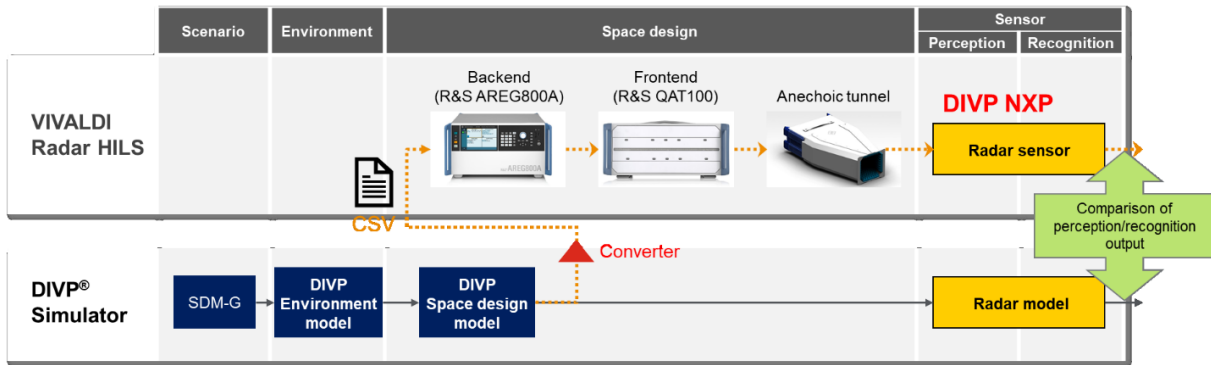 Scenario
Environment
Space design
Sensor
Perception
Recognition
VIVALDI
Radar HILS
Backend
(R&S AREG800A)
Frontend
(R&S QAT100)
Anechoic tunnel
DIVP NXP
AREG800A
Radar sensor
CSV
Converter
Comparison of
perception/recognition
output
DIVP®
Simulator
SDM-G
DIVP
Environment
model
DIVP
Space design
model
Radar model